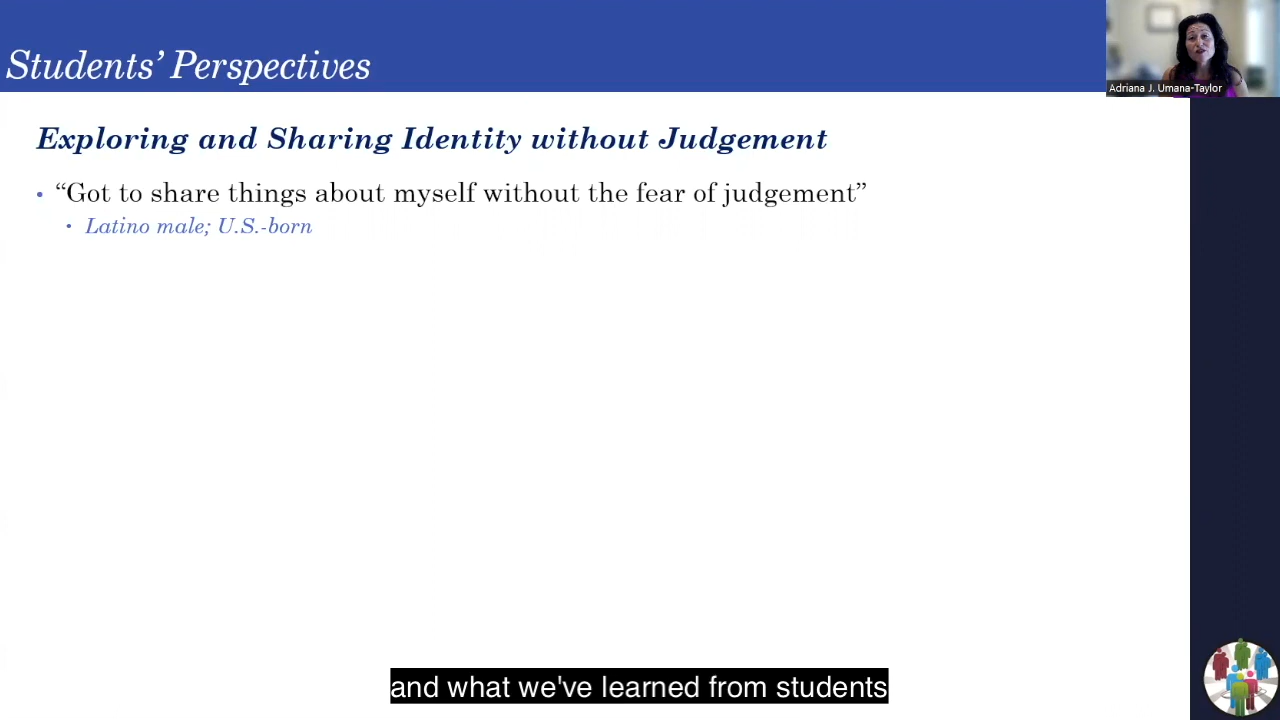 Students’ Perspectives
Adriana J. Umana-Taylor
Exploring and Sharing Identity without Judgement
• “Got to share things about myself without the fear of judgement”
• Latino male; U.S.-born
and what we've learned from students